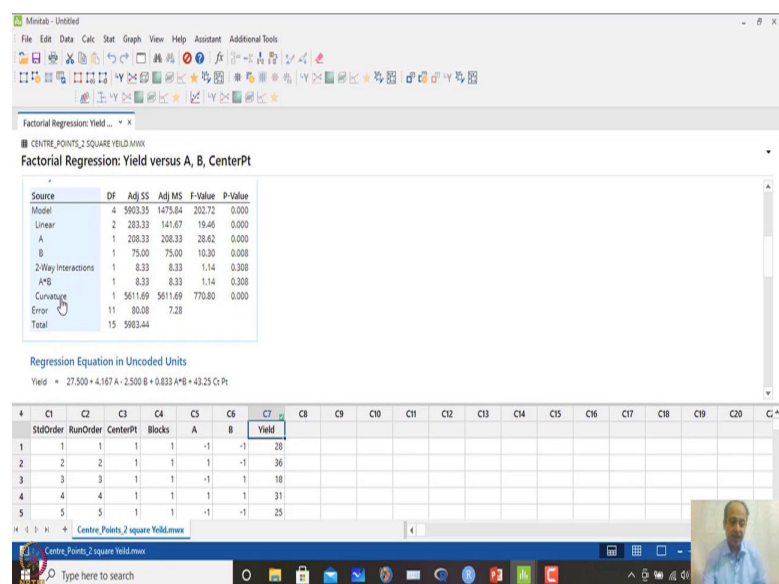 Minitab - Untitled
File Edit Data Calc Stat Graph View Help Assistant Additional Tools
Factorial Regression: Yield ...
CENTRE_POINTS_2 SQUARE YEILD.MWX
Factorial Regression: Yield versus A, B, CenterPt
Source DF Adj SS Adj MS F-Value P-Value
Model 4 5903.35 1475.84 202.72 0.000
Linear 2 283.33 141.67 19.46 0.000
A 1 208.33 208.33 28.62 0.000
B 1 75.00 75.00 10.30 0.008
2-Way Interactions 1 8.33 8.33 1.14 0.308
A*B 1 8.33 8.33 1.14 0.308
Curvature 1 5611.69 5611.69 770.80 0.000
Error 11 80.08 7.28
Total 15 5983.44
Regression Equation in Uncoded Units
Yield = 27.500 + 4.167 A - 2.500 B + 0.833 A*B + 43.25 Ct Pt
C1 C2 C3 C4 C5 C6 C7 C8 C9 C10 C11 C12 C13 C14 C15 C16 C17 C18 C19 C20
StdOrder RunOrder CenterPt Blocks A B Yield
1 1 1 1 1 -1 -1 28
2 2 2 1 1 1 -1 36
3 3 3 1 1 -1 1 18
4 4 4 1 1 1 1 31
5 5 5 1 1 -1 -1 25
Centre_Points_2 square Yeild.mwx
Centre_Points_2 square Yeild.mwx
Type here to search
NPTEL